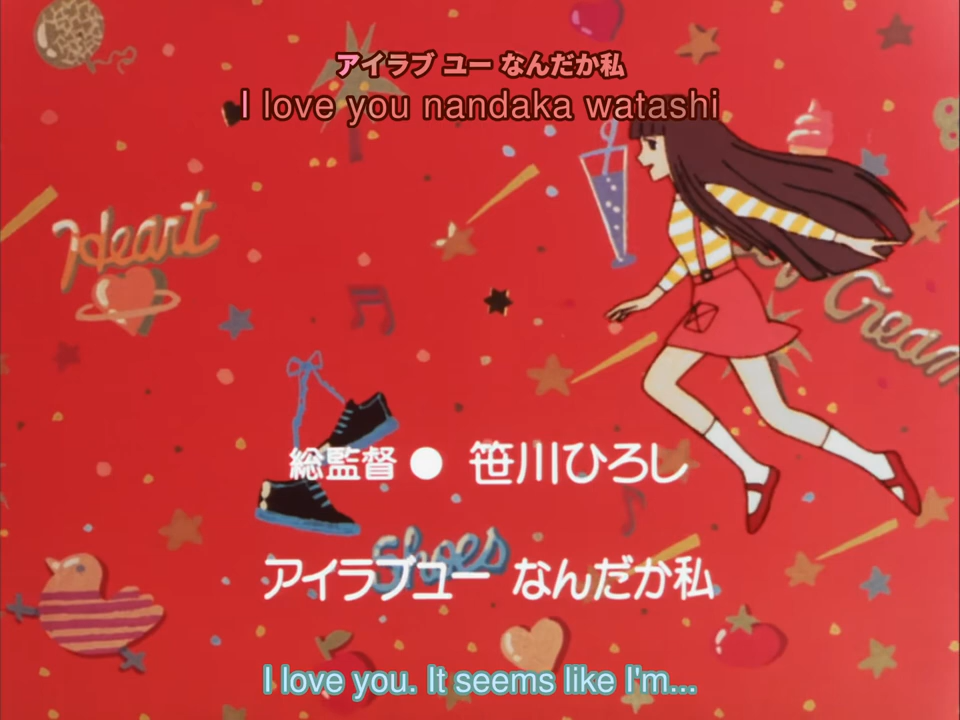 アイラブ ユー なんだか私
I love you nandaka watashi
Heart
Cream
総監督● 笹川ひろし
Shoes
アイラブユー なんだか私
I love you. It seems like I'm...